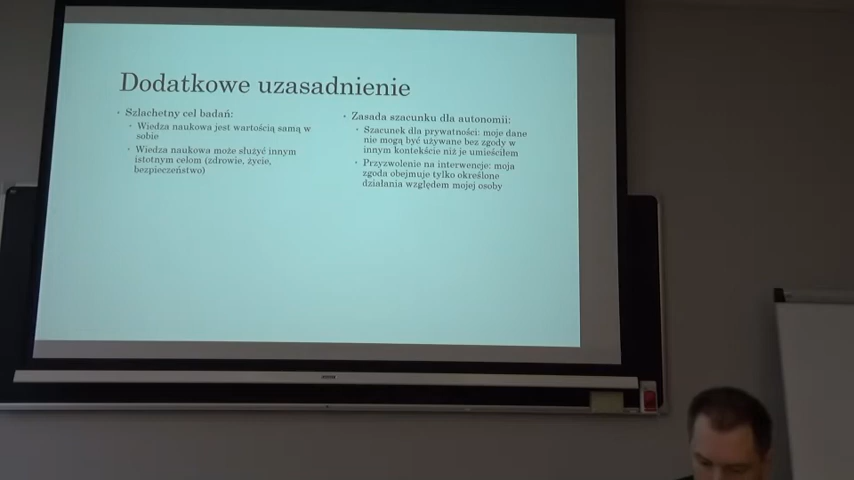 Dodatkowe uzasadnienie
• Szlachetny cel badań:
• Wiedza naukowa jest wartością samą w
sobie
• Wiedza naukowa może służyć innym
istotnym celom (zdrowie, życie,
bezpieczeństwo)
• Zasada szacunku dla autonomii:
• Szacunek dla prywatności: moje dane
nie mogą być używane bez zgody w
innym kontekście niż je umieściłem
• Przyzwolenie na interwencje: moja
zgoda obejmuje tylko określone
działania względem mojej osoby